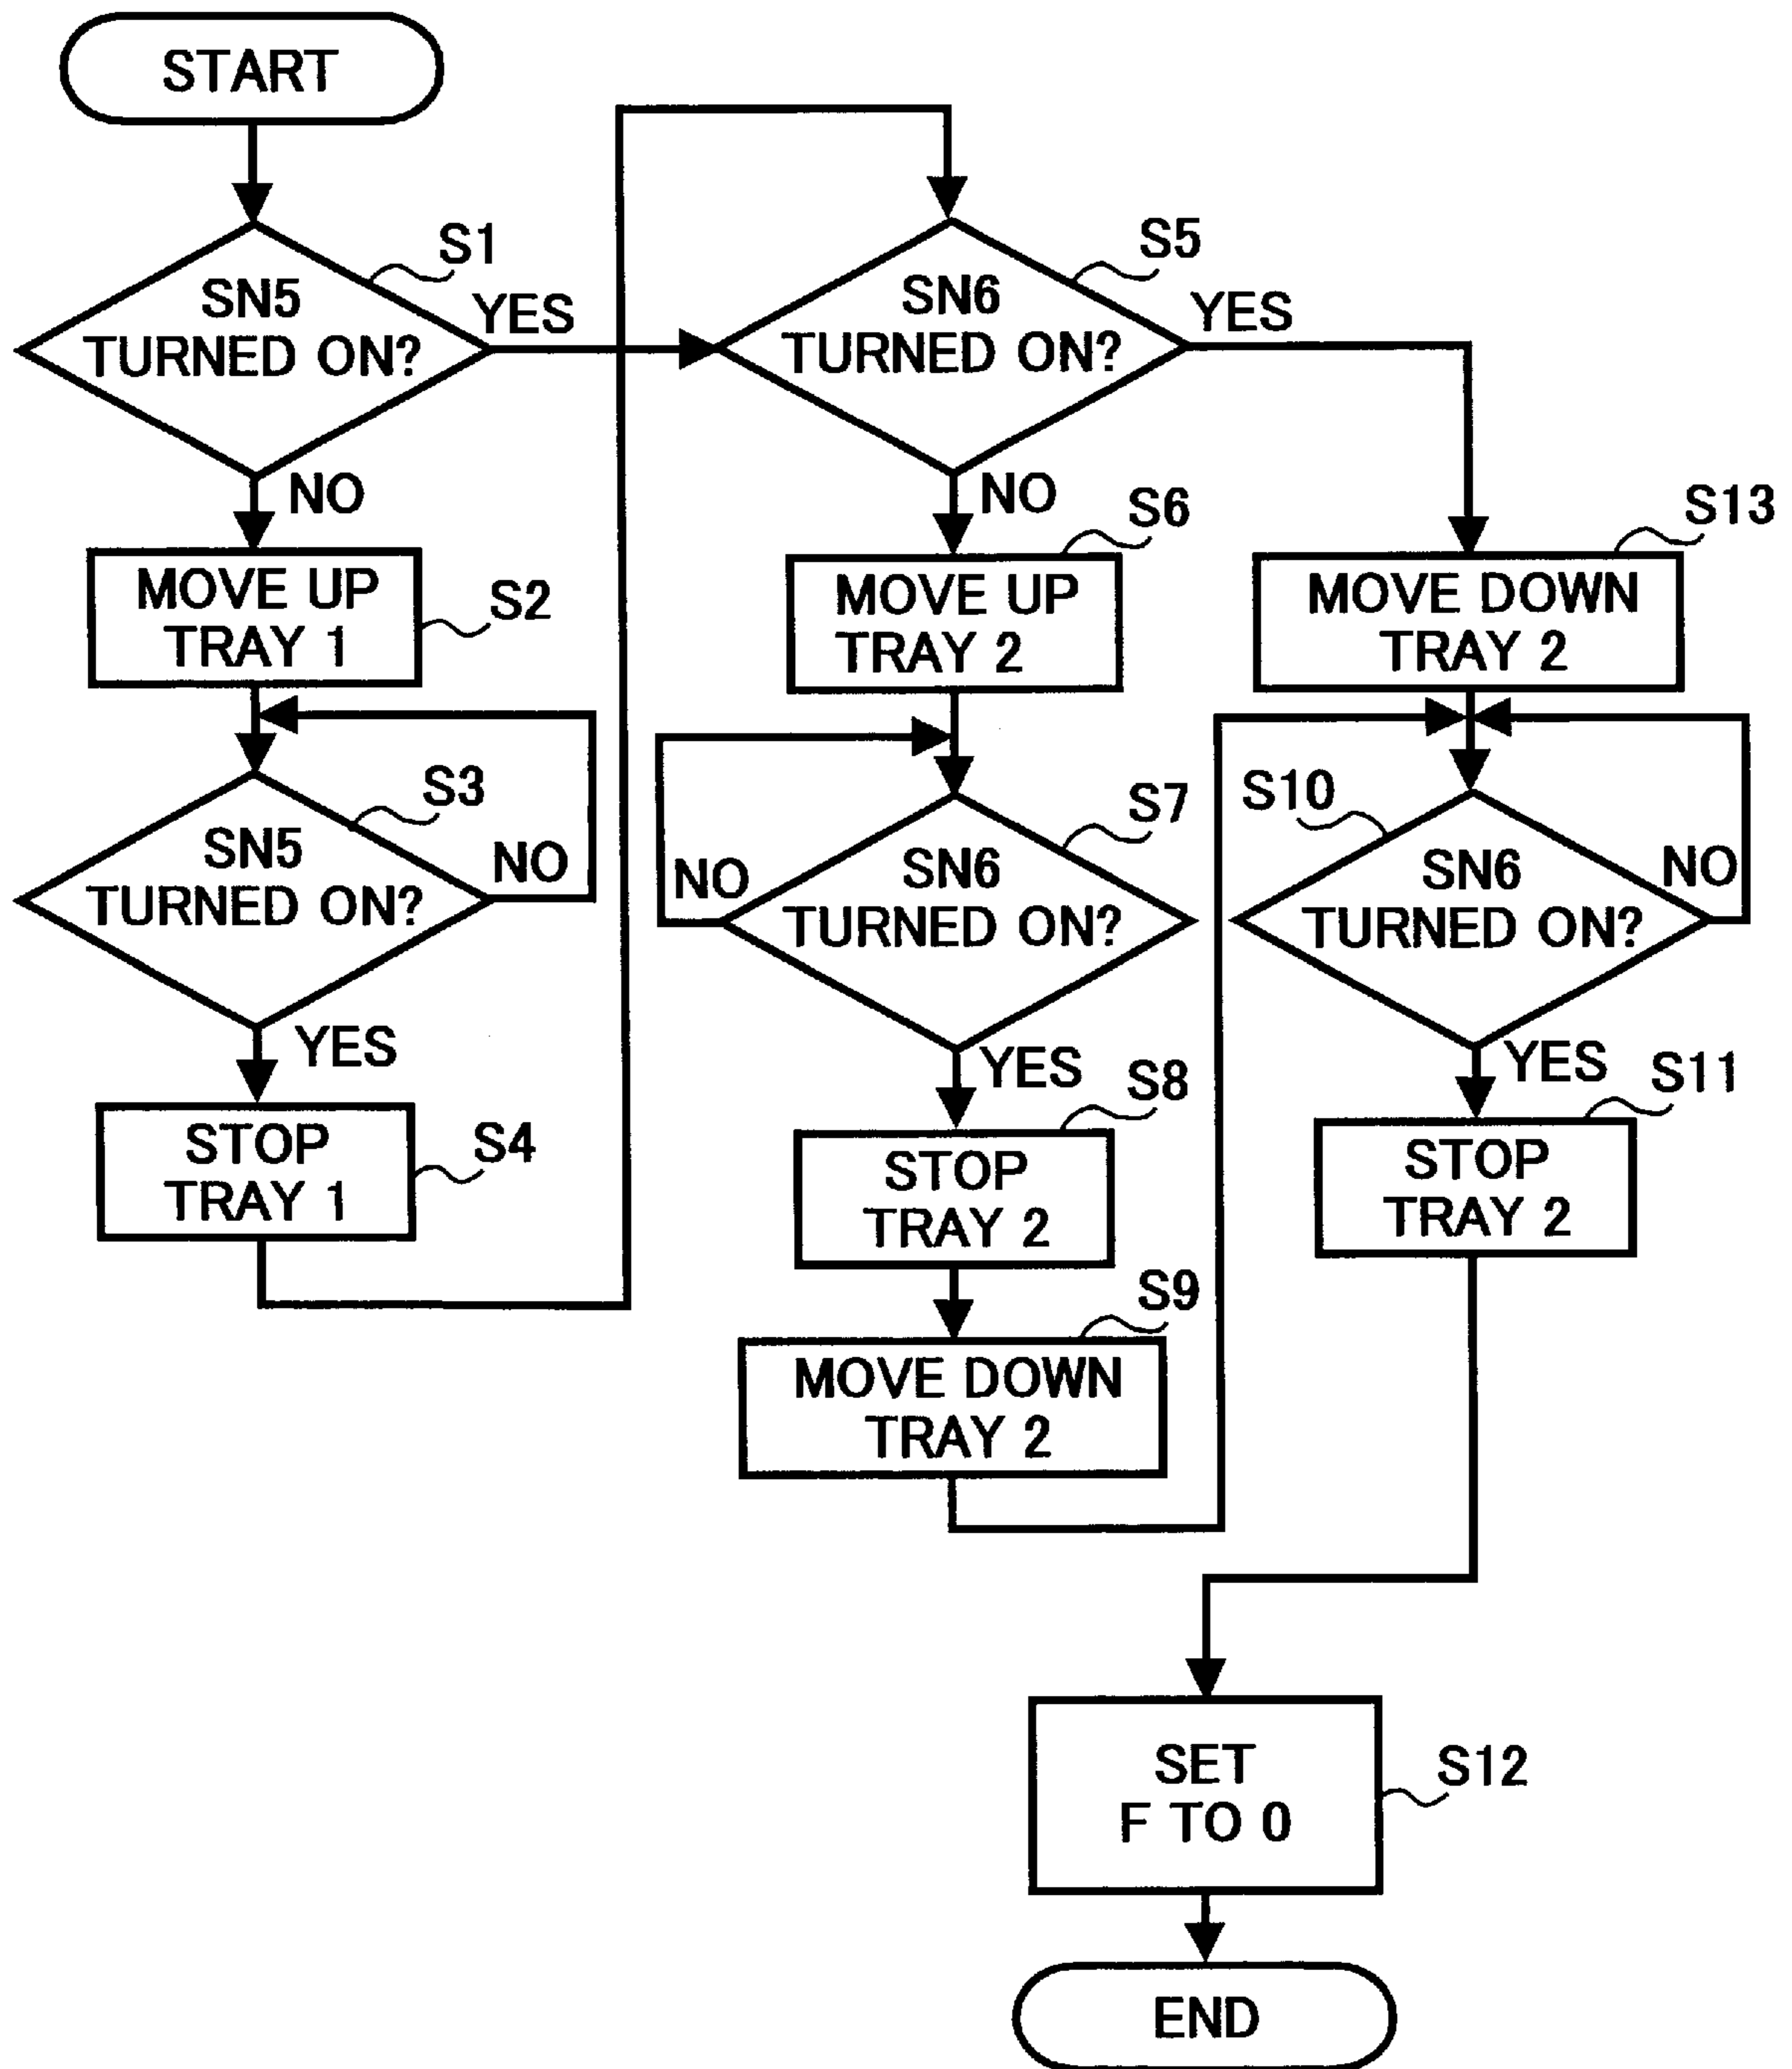 START
S1
SN5
TURNED ON?
YES
NO
MOVE UP
TRAY 1
S2
S3
SN5
TURNED ON?
NO
YES
STOP
TRAY 1
S4
S5
SN6
TURNED ON?
YES
NO
S6
MOVE UP
TRAY 2
S7
SN6
TURNED ON?
NO
YES
S8
STOP
TRAY 2
S9
MOVE DOWN
TRAY 2
S13
MOVE DOWN
TRAY 2
S10
SN6
TURNED ON?
NO
YES
S11
STOP
TRAY 2
SET
F TO 0
S12
END